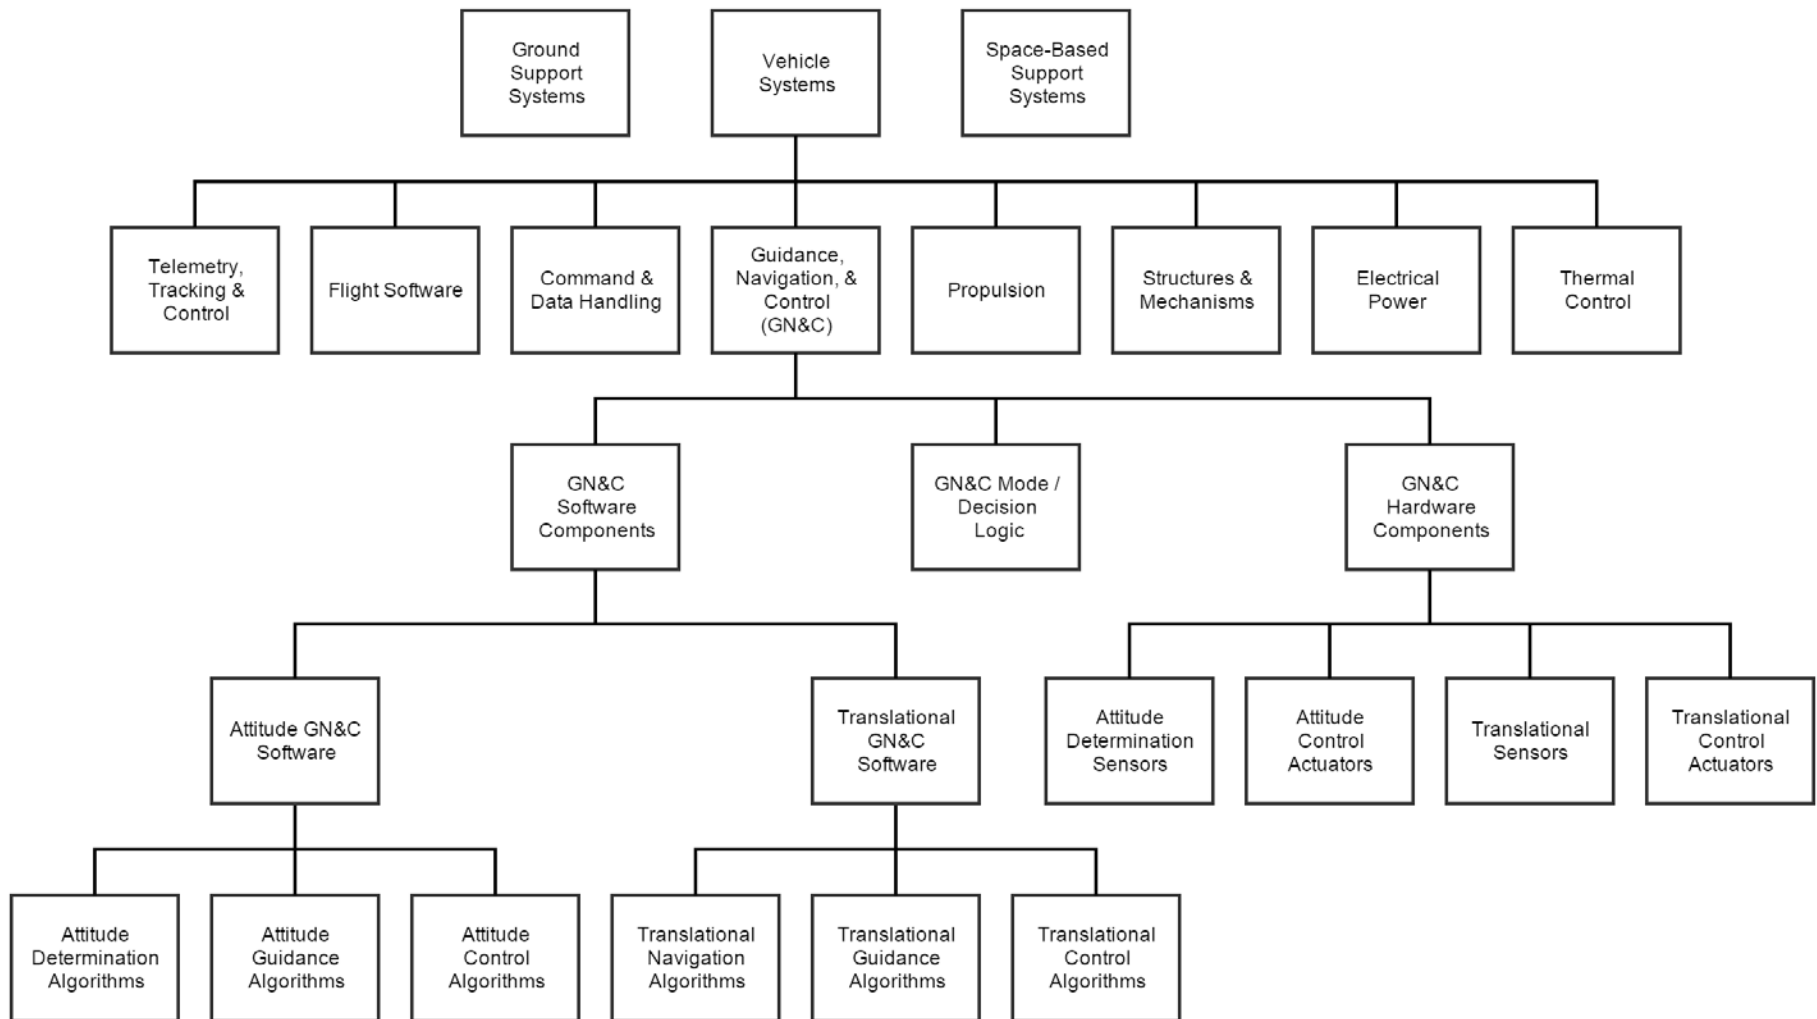 Ground
Support
Systems
Vehicle
Systems
Space-Based
Support
Systems
Telemetry,
Tracking &
Control
Flight Software
Command &
Data Handling
Guidance,
Navigation, &
Control
(GN&C)
Propulsion
Structures &
Mechanisms
Electrical
Power
Thermal
Control
GN&C
Software
Components
GN&C Mode /
Decision
Logic
GN&C
Hardware
Components
Attitude GN&C
Software
Translational
GN&C
Software
Attitude
Determination
Sensors
Attitude
Control
Actuators
Translational
Sensors
Translational
Control
Actuators
Attitude
Determination
Algorithms
Attitude
Guidance
Algorithms
Attitude
Control
Algorithms
Translational
Navigation
Algorithms
Translational
Guidance
Algorithms
Translational
Control
Algorithms